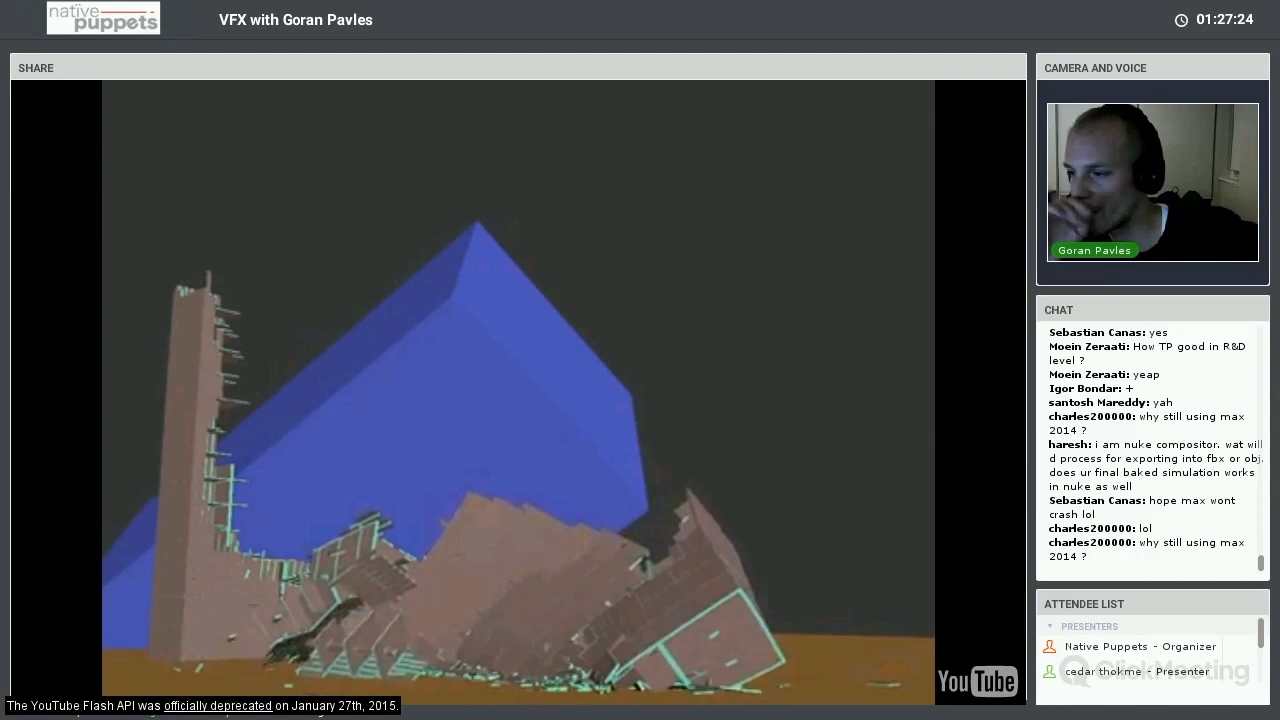 native
puppets
VFX with Goran Pavles
01:27:24
SHARE
YouTube
The YouTube Flash API was officially deprecated on January 27th, 2015.
CAMERA AND VOICE
Goran Pavles
CHAT
Sebastian Canas: yes
Moein Zeraati: How TP good in R&D
level ?
Moein Zeraati: yeap
Igor Bondar: +
santosh Mareddy: yah
charles200000: why still using max
2014 ?
haresh: i am nuke compositor. wat will
d process for exporting into fbx or obj.
does ur final baked simulation works
in nuke as well
Sebastian Canas: hope max wont
crash lol
charles200000: lol
charles200000: why still using max
2014 ?
ATTENDEE LIST
PRESENTERS
Native Puppets - Organizer
cedar thokme - Presenter
ClickMeeting